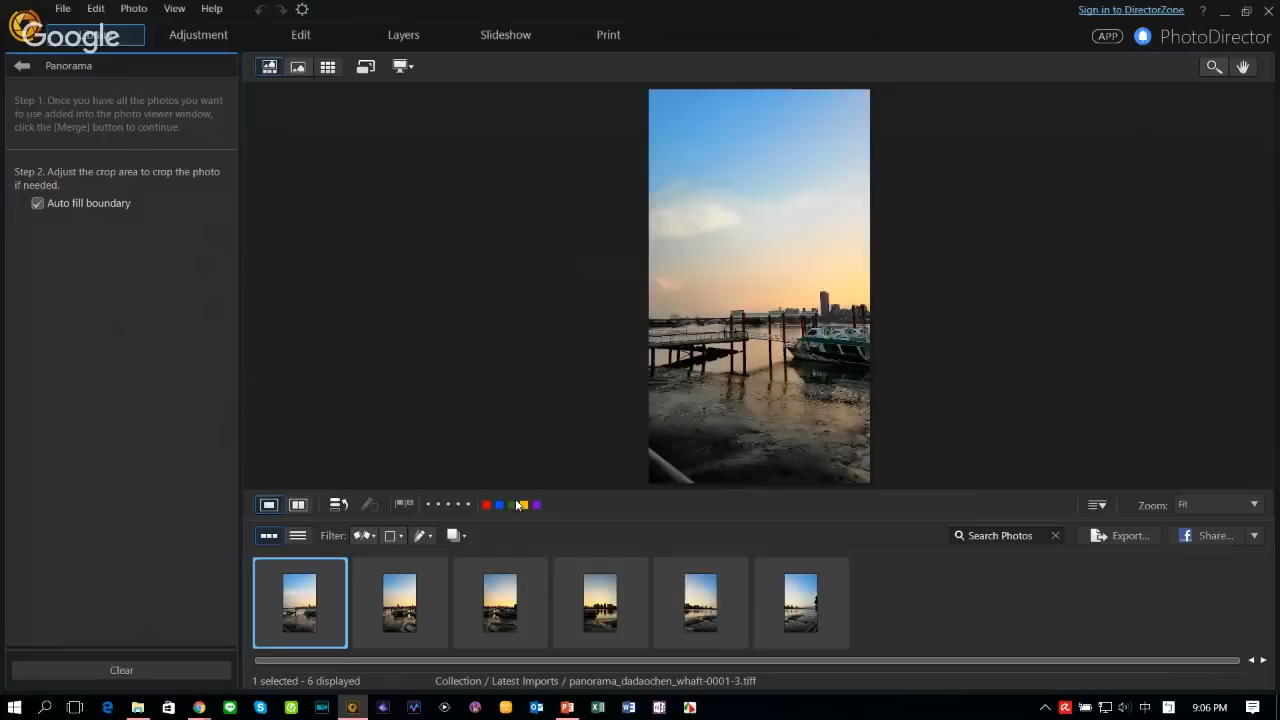 File Edit Photo View Help
Sign in to DirectorZone
?
Google
Adjustment
Edit
Layers
Slideshow
Print
APP
PhotoDirector
Panorama
Step 1. Once you have all the photos you want
to use added into the photo viewer window,
click the [Merge] button to continue.
Step 2. Adjust the crop area to crop the photo
if needed.
Auto fill boundary
Zoom: Fit
Filter:
Search Photos
Export...
Share...
Clear
1 selected - 6 displayed
Collection / Latest Imports / panorama_dadaochen_whaft-0001-3.tiff
中
9:06 PM